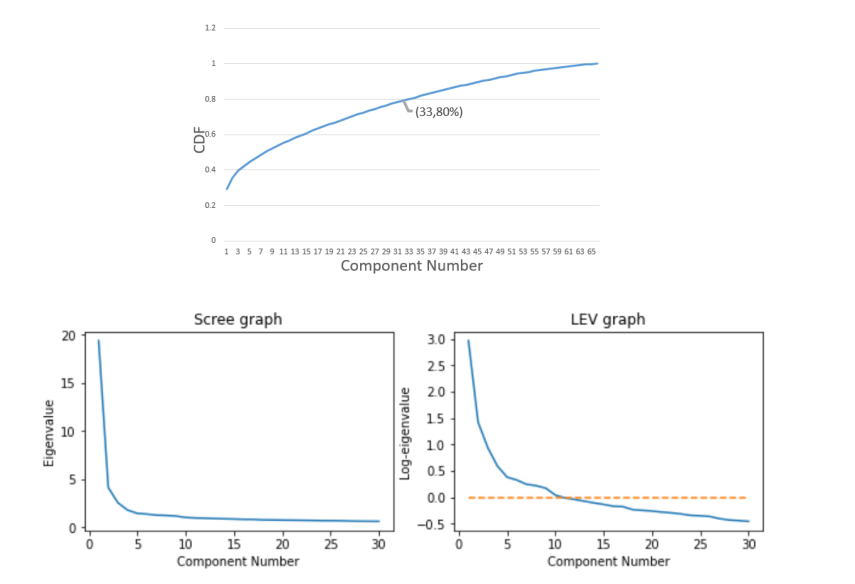 1.2
1
0.8
(33,80%)
CDF
0.6
0.4
0.2
0
1 3 5 7 9 11 13 15 17 19 21 23 25 27 29 31 33 35 37 39 41 43 45 47 49 51 53 55 57 59 61 63 65
Component Number
Scree graph
20
15
10
5
0
Eigenvalue
0 5 10 15 20 25 30
Component Number
LEV graph
3.0
2.5
2.0
1.5
1.0
0.5
0.0
−0.5
Log-eigenvalue
0 5 10 15 20 25 30
Component Number